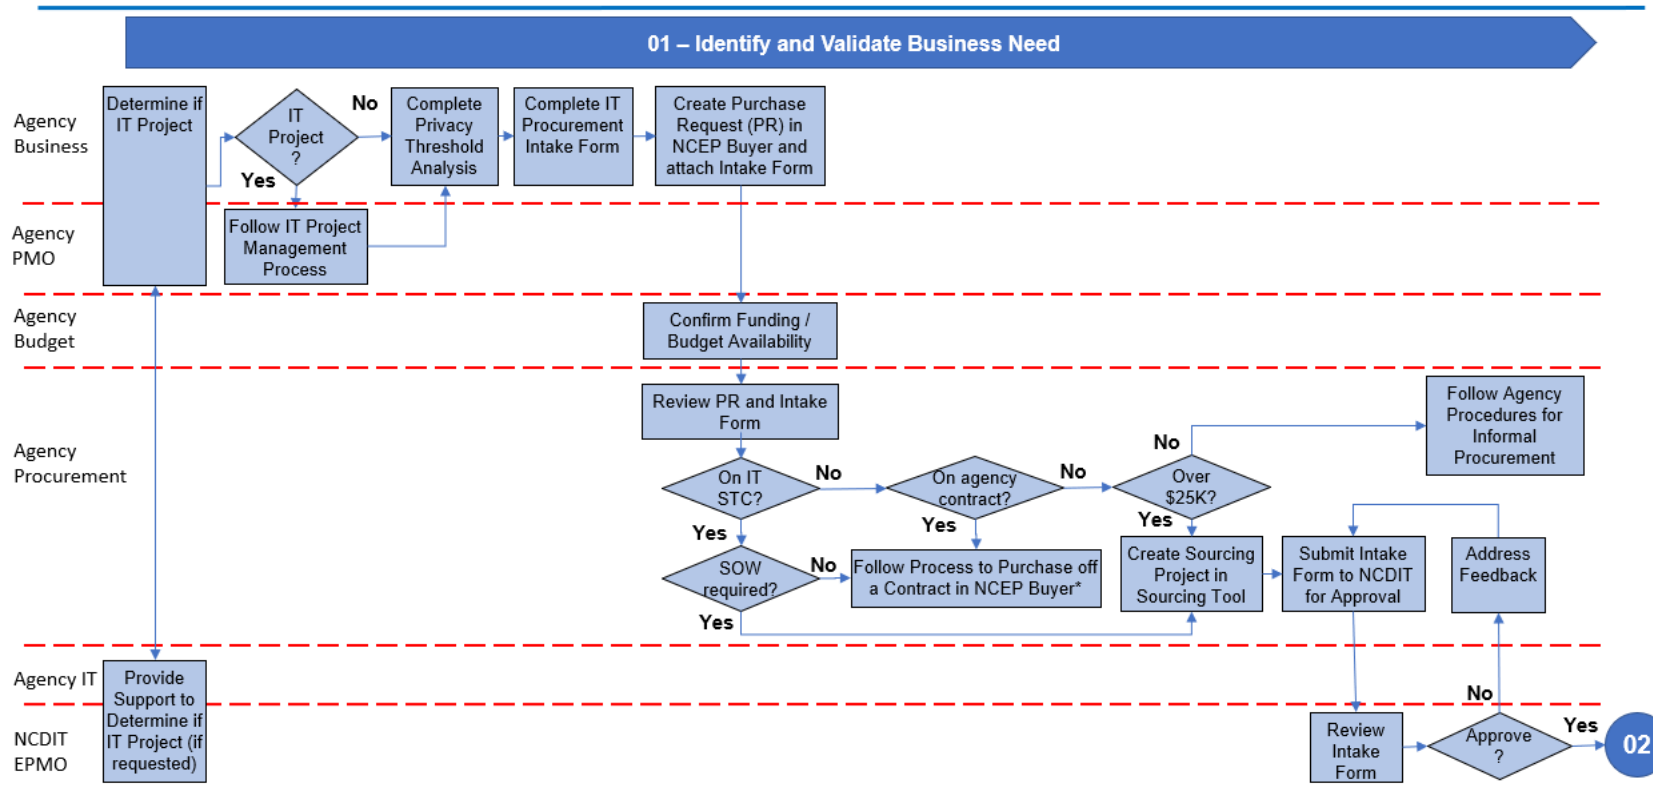 01 – Identify and Validate Business Need
Agency
Business
Determine if
IT Project
IT
Project
?
No
Yes
Complete
Privacy
Threshold
Analysis
Complete IT
Procurement
Intake Form
Create Purchase
Request (PR) in
NCEP Buyer and
attach Intake Form
Agency
PMO
Follow IT Project
Management
Process
Agency
Budget
Confirm Funding /
Budget Availability
Agency
Procurement
Review PR and Intake
Form
On IT
STC?
No
Yes
On agency
contract?
No
Yes
Over
$25K?
No
Yes
Follow Agency
Procedures for
Informal
Procurement
SOW
required?
No
Yes
Follow Process to Purchase off
a Contract in NCEP Buyer*
Create Sourcing
Project in
Sourcing Tool
Submit Intake
Form to NCDIT
for Approval
Address
Feedback
Agency IT
NCDIT
EPMO
Provide
Support to
Determine if
IT Project (if
requested)
Review
Intake
Form
Approve
?
No
Yes
02